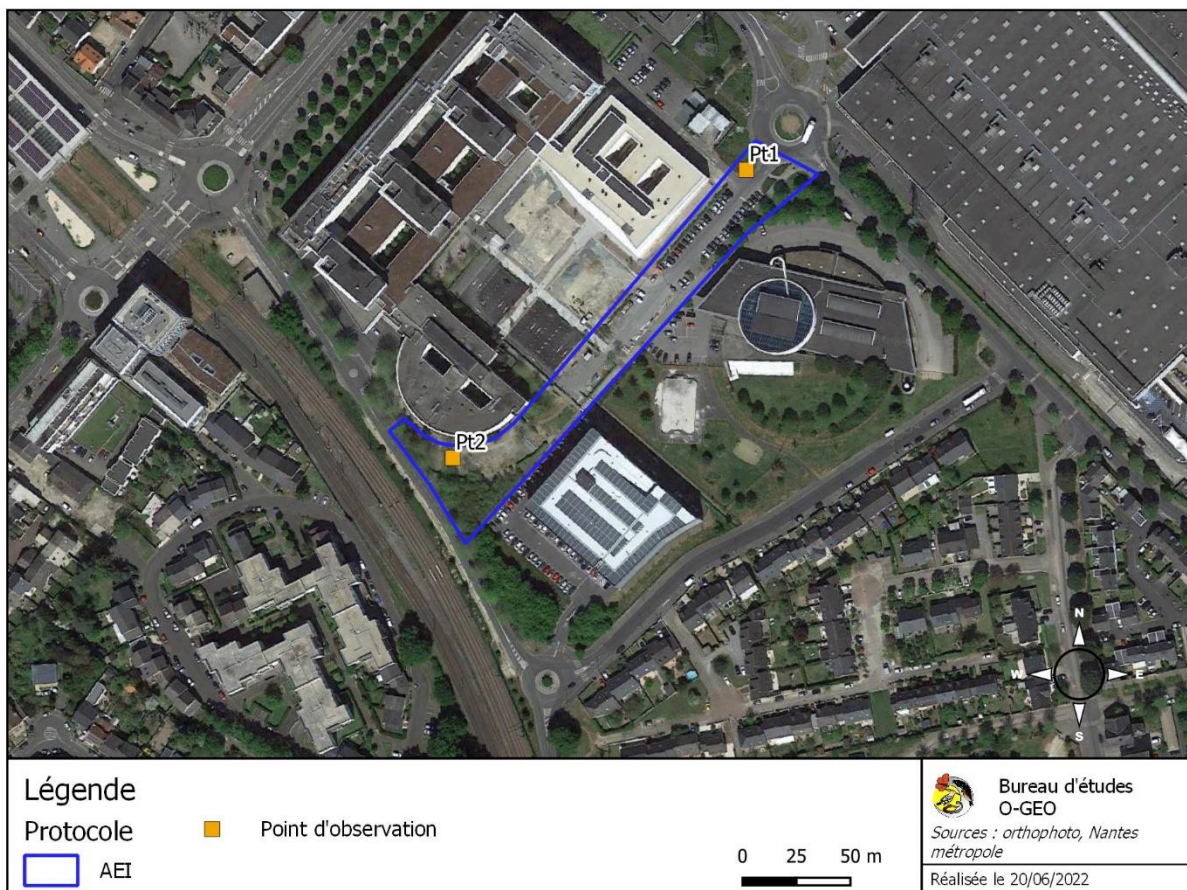 Pt1
Pt2
N
W E
S
Légende
Protocole
Point d'observation
AEI
0 25 50 m
Bureau d'études
O-GEO
Sources : orthophoto, Nantes
métropole
Réalisée le 20/06/2022